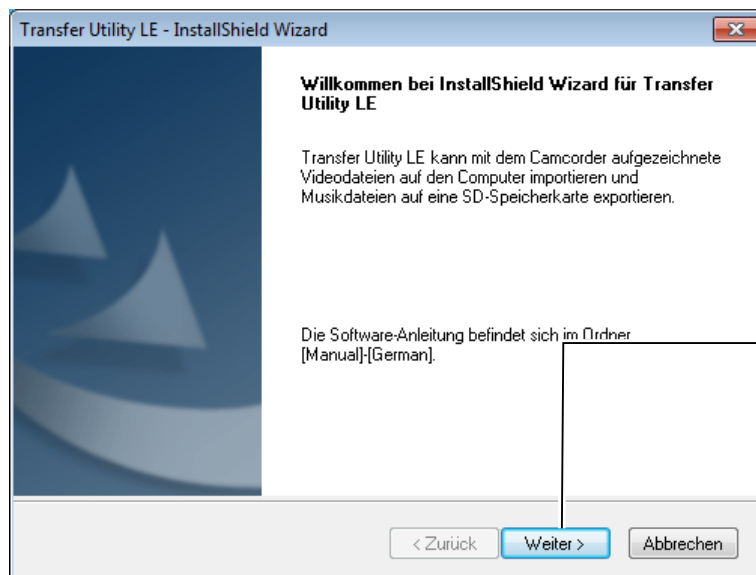 Transfer Utility LE - InstallShield Wizard
Willkommen bei InstallShield Wizard für Transfer
Utility LE
Transfer Utility LE kann mit dem Camcorder aufgezeichnete
Videodateien auf den Computer importieren und
Musikdateien auf eine SD-Speicherkarte exportieren.
Die Software-Anleitung befindet sich im Ordner
[Manual]-[German].
< Zurück
Weiter >
Abbrechen